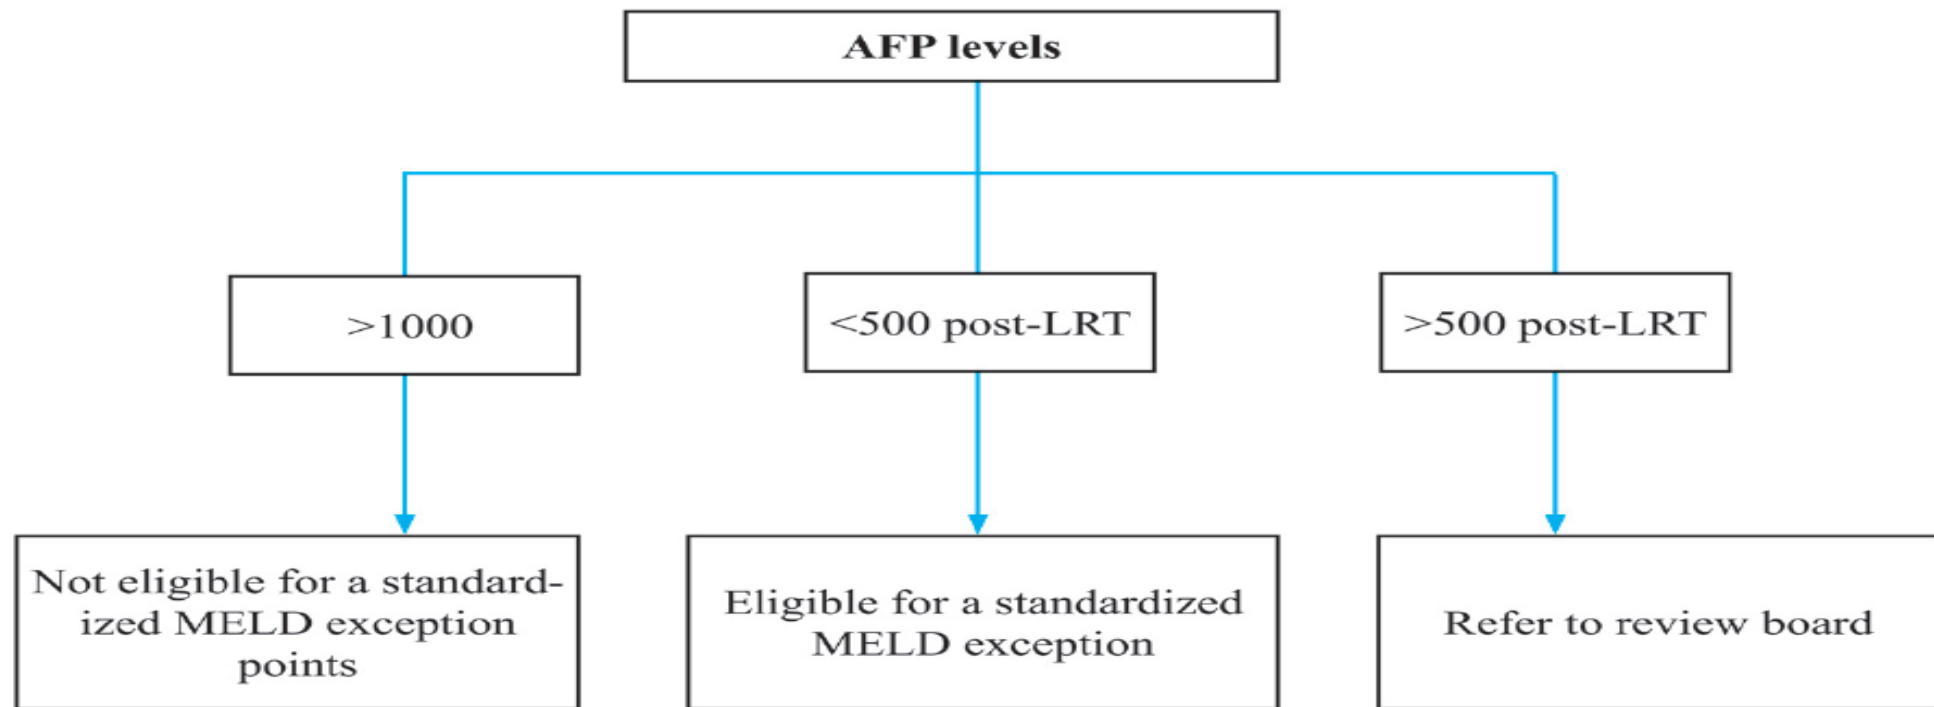 AFP levels
>1000
<500 post-LRT
>500 post-LRT
Not eligible for a standard-
ized MELD exception
points
Eligible for a standardized
MELD exception
Refer to review board